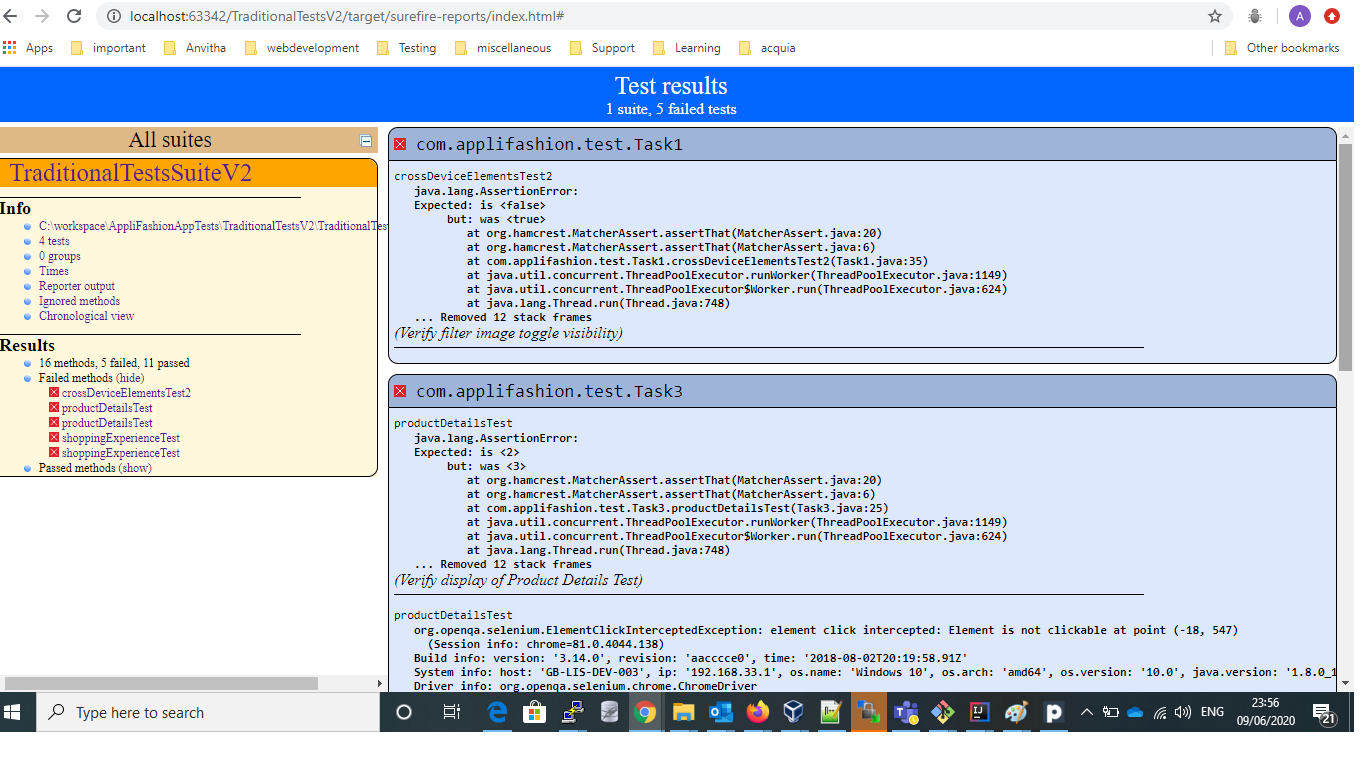 localhost:63342/TraditionalTestsV2/target/surefire-reports/index.html#
A
Apps important Anvitha webdevelopment Testing miscellaneous Support Learning acquia Other bookmarks
Test results
1 suite, 5 failed tests
All suites
TraditionalTestsSuiteV2
Info
C:\workspace\AppliFashionAppTests\TraditionalTestsV2\TraditionalTes
4 tests
0 groups
Times
Reporter output
Ignored methods
Chronological view
Results
16 methods, 5 failed, 11 passed
Failed methods (hide)
crossDeviceElementsTest2
productDetailsTest
productDetailsTest
shoppingExperienceTest
shoppingExperienceTest
Passed methods (show)
com.applifashion.test.Task1
crossDeviceElementsTest2
java.lang.AssertionError:
Expected: is <false>
but: was <true>
at org.hamcrest.MatcherAssert.assertThat(MatcherAssert.java:20)
at org.hamcrest.MatcherAssert.assertThat(MatcherAssert.java:6)
at com.applifashion.test.Task1.crossDeviceElementsTest2(Task1.java:35)
at java.util.concurrent.ThreadPoolExecutor.runWorker(ThreadPoolExecutor.java:1149)
at java.util.concurrent.ThreadPoolExecutor$Worker.run(ThreadPoolExecutor.java:624)
at java.lang.Thread.run(Thread.java:748)
... Removed 12 stack frames
(Verify filter image toggle visibility)
com.applifashion.test.Task3
productDetailsTest
java.lang.AssertionError:
Expected: is <2>
but: was <3>
at org.hamcrest.MatcherAssert.assertThat(MatcherAssert.java:20)
at org.hamcrest.MatcherAssert.assertThat(MatcherAssert.java:6)
at com.applifashion.test.Task3.productDetailsTest(Task3.java:25)
at java.util.concurrent.ThreadPoolExecutor.runWorker(ThreadPoolExecutor.java:1149)
at java.util.concurrent.ThreadPoolExecutor$Worker.run(ThreadPoolExecutor.java:624)
at java.lang.Thread.run(Thread.java:748)
... Removed 12 stack frames
(Verify display of Product Details Test)
productDetailsTest
org.openqa.selenium.ElementClickInterceptedException: element click intercepted: Element is not clickable at point (-18, 547)
(Session info: chrome=81.0.4044.138)
Build info: version: '3.14.0', revision: 'aacccce0', time: '2018-08-02T20:19:58.91Z'
System info: host: 'GB-LIS-DEV-003', ip: '192.168.33.1', os.name: 'Windows 10', os.arch: 'amd64', os.version: '10.0', java.version: '1.8.0_1
Driver info: org.openqa.selenium.chrome.ChromeDriver
Type here to search
ENG
23:56
09/06/2020
21